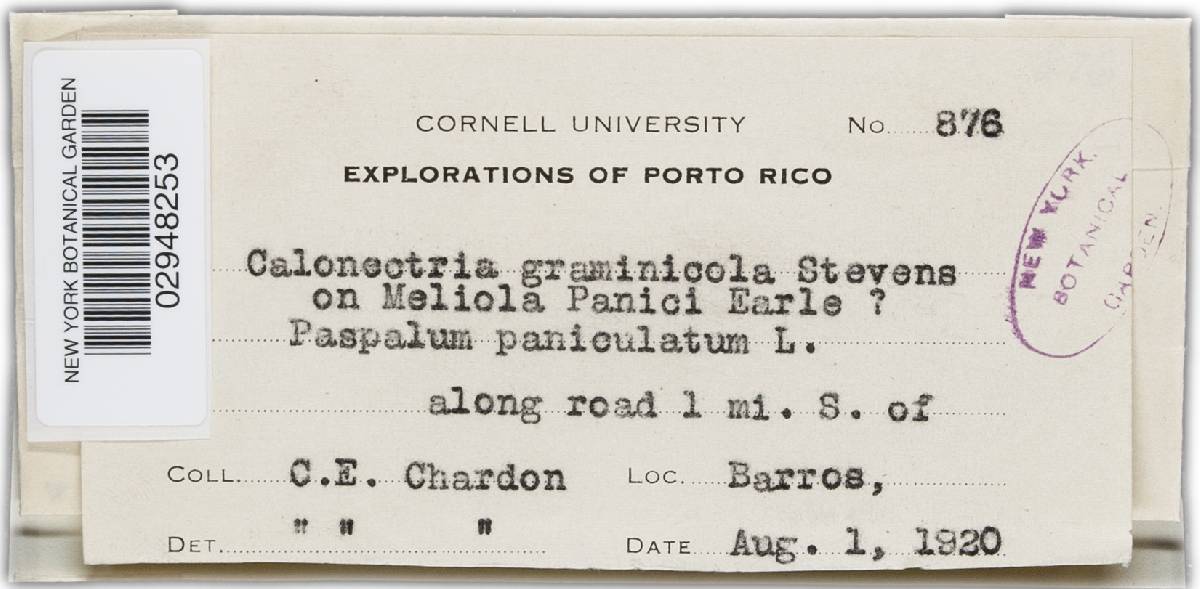 NEW YORK BOTANICAL GARDEN
02948253
CORNELL UNIVERSITY No. 876
EXPLORATIONS OF PORTO RICO
Calonectria graminicola Stevens
on Meliola Panici Earle ?
Paspalum paniculatum L.
along road 1 mi. S. of
COLL. C.E. Chardon LOC. Barros,
DET. " " " DATE Aug. 1, 1920
NEW YORK
BOTANICAL
GARDEN.